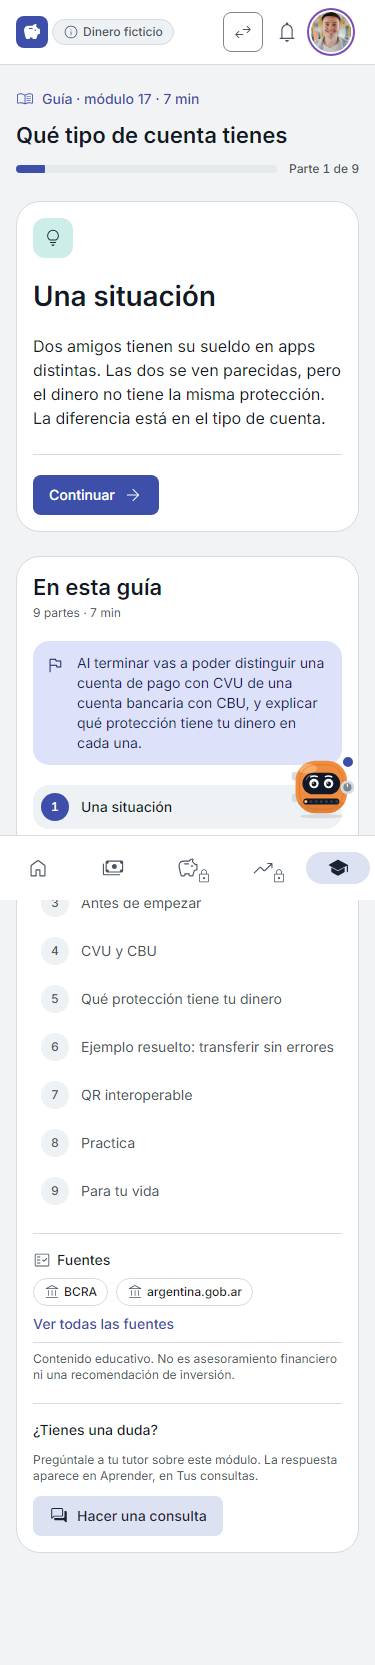 Dinero ficticio
Guía · módulo 17 · 7 min
Qué tipo de cuenta tienes
Parte 1 de 9
Una situación
Dos amigos tienen su sueldo en apps
distintas. Las dos se ven parecidas, pero
el dinero no tiene la misma protección.
La diferencia está en el tipo de cuenta.
Continuar
En esta guía
9 partes · 7 min
Al terminar vas a poder distinguir una
cuenta de pago con CVU de una
cuenta bancaria con CBU, y explicar
qué protección tiene tu dinero en
cada una.
1 Una situación
3 Antes de empezar
4 CVU y CBU
5 Qué protección tiene tu dinero
6 Ejemplo resuelto: transferir sin errores
7 QR interoperable
8 Practica
9 Para tu vida
Fuentes
BCRA argentina.gob.ar
Ver todas las fuentes
Contenido educativo. No es asesoramiento financiero
ni una recomendación de inversión.
¿Tienes una duda?
Pregúntale a tu tutor sobre este módulo. La respuesta
aparece en Aprender, en Tus consultas.
Hacer una consulta